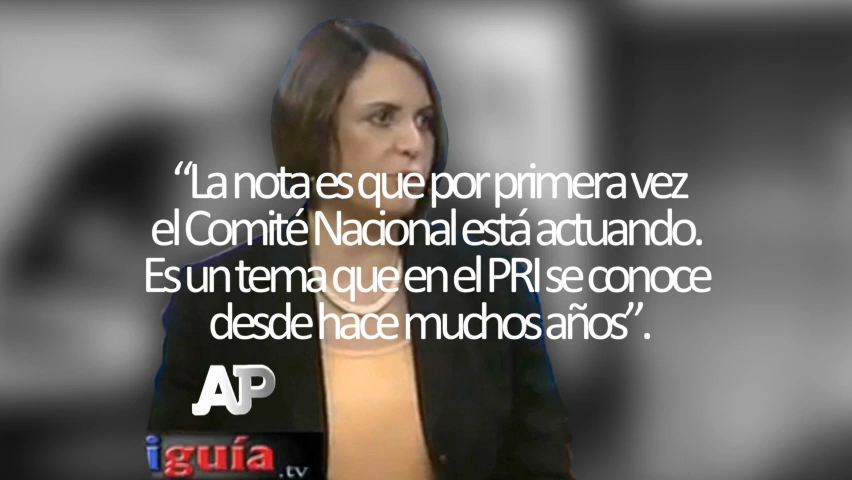 “La nota es que por primera vez
el Comité Nacional está actuando.
Es un tema que en el PRI se conoce
desde hace muchos años”.
AP
iguía.tv